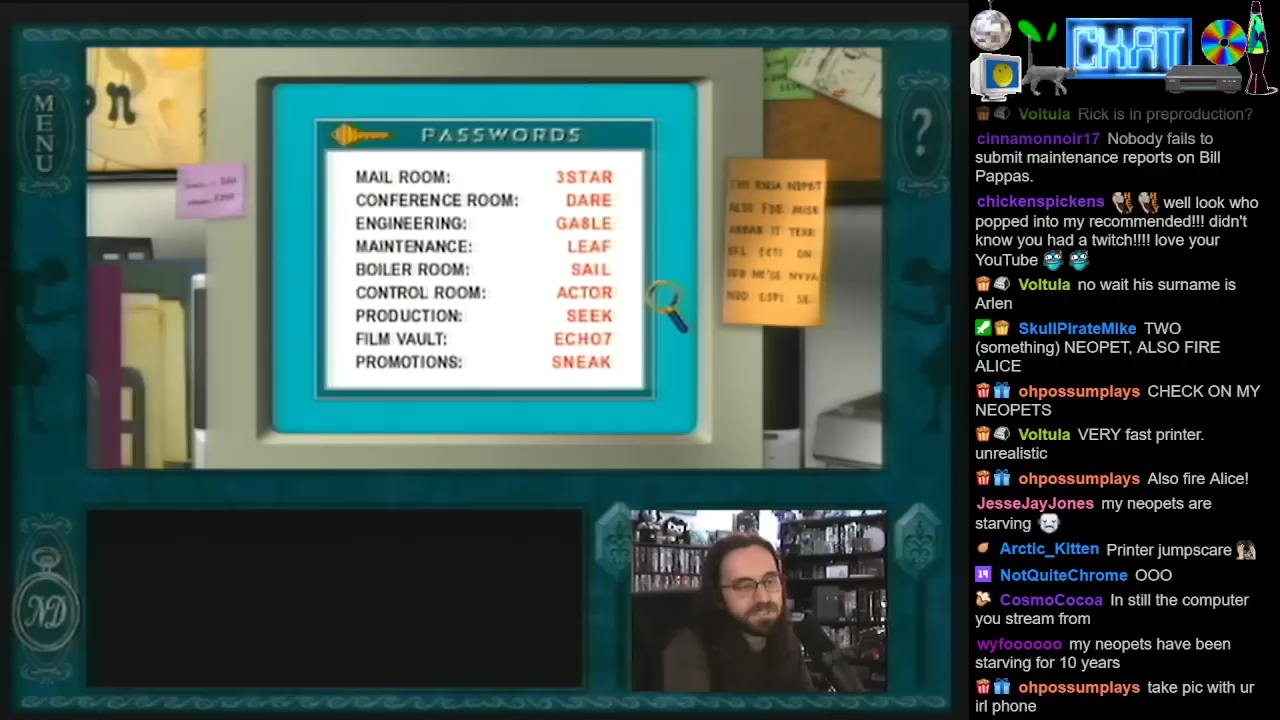 MENU
?
PASSWORDS
MAIL ROOM: 3STAR
CONFERENCE ROOM: DARE
ENGINEERING: GA8LE
MAINTENANCE: LEAF
BOILER ROOM: SAIL
CONTROL ROOM: ACTOR
PRODUCTION: SEEK
FILM VAULT: ECHO7
PROMOTIONS: SNEAK
ND
CHAT
Voltula Rick is in preproduction?
cinnamonnoir17 Nobody fails to
submit maintenance reports on Bill
Pappas.
chickenspickens well look who
popped into my recommended!!! didn't
know you had a twitch!!!! love your
YouTube
Voltula no wait his surname is
Arlen
SkullPirateMike TWO
(something) NEOPET, ALSO FIRE
ALICE
ohpossumplays CHECK ON MY
NEOPETS
Voltula VERY fast printer.
unrealistic
ohpossumplays Also fire Alice!
JesseJayJones my neopets are
starving
Arctic_Kitten Printer jumpscare
19 NotQuiteChrome OOO
CosmoCocoa In still the computer
you stream from
wyfoooooo my neopets have been
starving for 10 years
ohpossumplays take pic with ur
irl phone